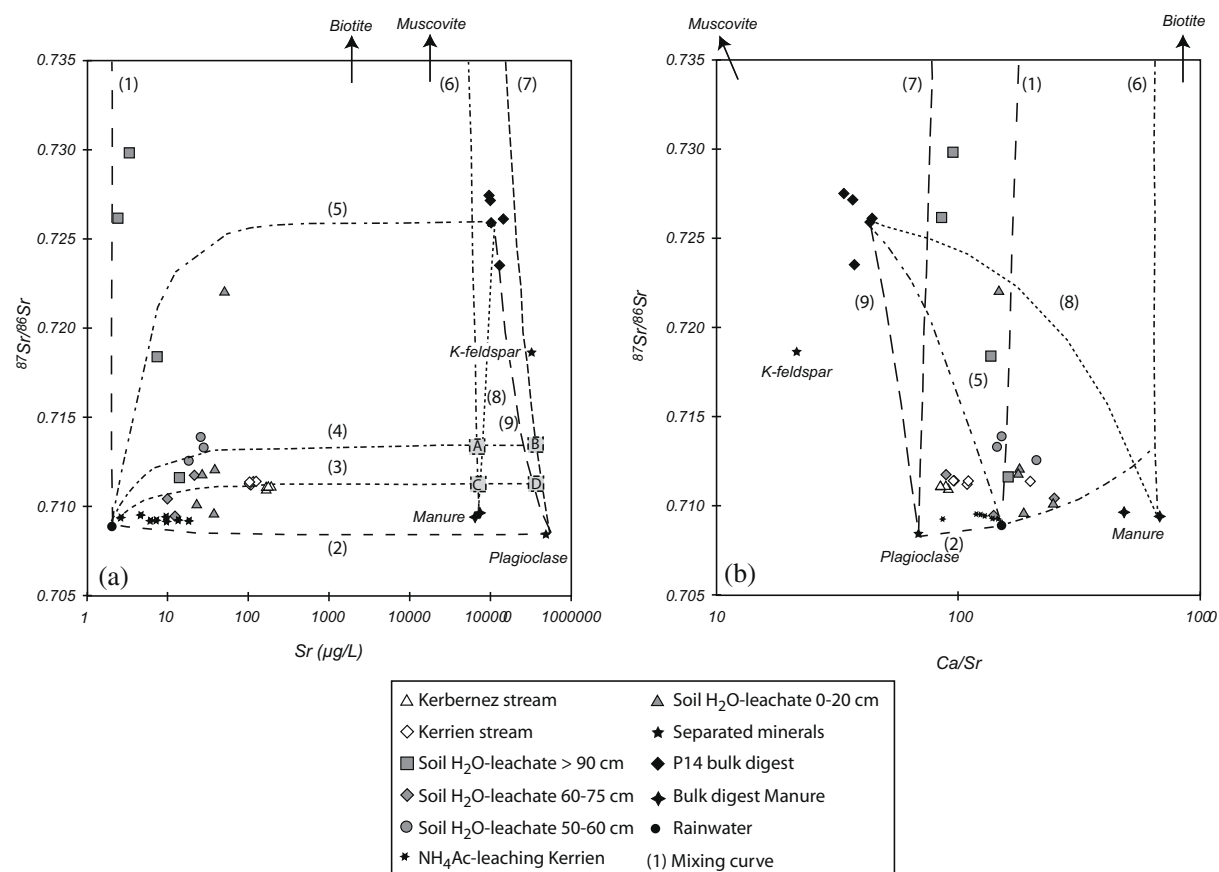 Biotite
Muscovite
0.735
(1)
(6)
(7)
0.730
(5)
0.725
87Sr/86Sr
0.720
K-feldspar
(8)
0.715
(9)
(4)
A
B
(3)
C
D
0.710
Manure
(2)
Plagioclase
(a)
0.705
1
10
100
1000
10000
100000
1000000
Sr (µg/L)
Muscovite
Biotite
0.735
(7)
(1)
(6)
0.730
0.725
(9)
(8)
87Sr/86Sr
0.720
K-feldspar
(5)
0.715
0.710
Plagioclase
(2)
Manure
(b)
0.705
10
100
1000
Ca/Sr
Kerbernez stream
Kerrien stream
Soil H2O-leachate > 90 cm
Soil H2O-leachate 60-75 cm
Soil H2O-leachate 50-60 cm
NH4Ac-leaching Kerrien
Soil H2O-leachate 0-20 cm
Separated minerals
P14 bulk digest
Bulk digest Manure
Rainwater
(1) Mixing curve